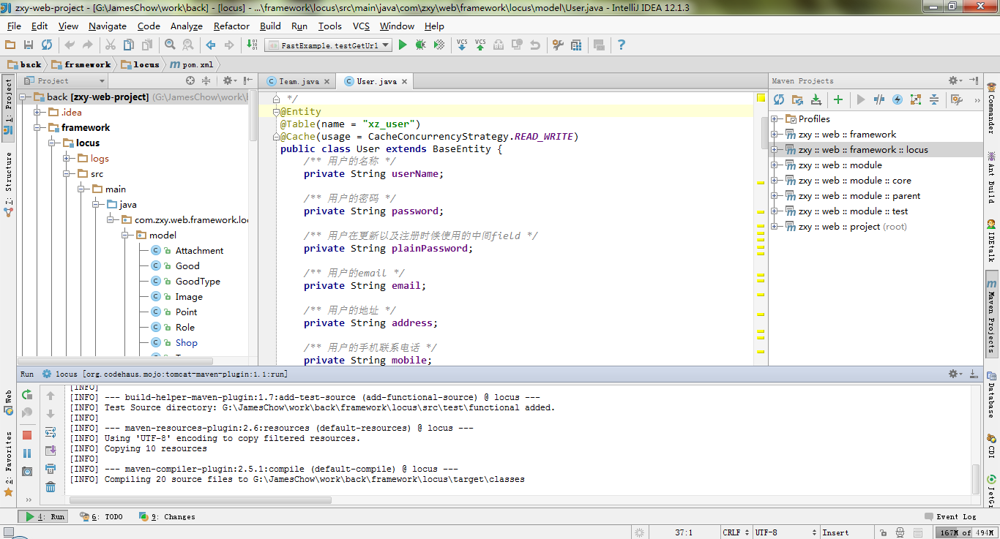 zxy-web-project - [G:\JamesChow\work\back] - [locus] - ...\framework\locus\src\main\java\com\zxy\web\framework\locus\model\User.java - IntelliJ IDEA 12.1.3
File Edit View Navigate Code Analyze Refactor Build Run Tools VCS Window Help
FastExample.testGetUrl
VCS VCS
back framework locus pom.xml
1: Project
7: Structure
Web
2: Favorites
Project
back [zxy-web-project] (G:\JamesChow\work\
.idea
framework
locus
logs
src
main
java
com.zxy.web.framework.loc
model
Attachment
Good
GoodType
Image
Point
Role
Shop
Team.java User.java
*/
@Entity
@Table(name = "xz_user")
@Cache(usage = CacheConcurrencyStrategy.READ_WRITE)
public class User extends BaseEntity {
/** 用户的名称 */
private String userName;
/** 用户的密码 */
private String password;
/** 用户在更新以及注册时候使用的中间field */
private String plainPassword;
/** 用户的email */
private String email;
/** 用户的地址 */
private String address;
/** 用户的手机联系电话 */
private String mobile;
Maven Projects
Profiles
zxy :: web :: framework
zxy :: web :: framework :: locus
zxy :: web :: module
zxy :: web :: module :: core
zxy :: web :: module :: parent
zxy :: web :: module :: test
zxy :: web :: project (root)
Commander
Ant Build
IDEtalk
Maven Projects
Database
CDI
JetGr
Run locus [org.codehaus.mojo:tomcat-maven-plugin:1.1:run]
[INFO]
[INFO] --- build-helper-maven-plugin:1.7:add-test-source (add-functional-source) @ locus ---
[INFO] Test Source directory: G:\JamesChow\work\back\framework\locus\src\test\functional added.
[INFO]
[INFO] --- maven-resources-plugin:2.6:resources (default-resources) @ locus ---
[INFO] Using 'UTF-8' encoding to copy filtered resources.
[INFO] Copying 10 resources
[INFO]
[INFO] --- maven-compiler-plugin:2.5.1:compile (default-compile) @ locus ---
[INFO] Compiling 20 source files to G:\JamesChow\work\back\framework\locus\target\classes
4: Run 6: TODO 9: Changes Event Log
37:1 CRLF UTF-8 Insert 167M of 494M